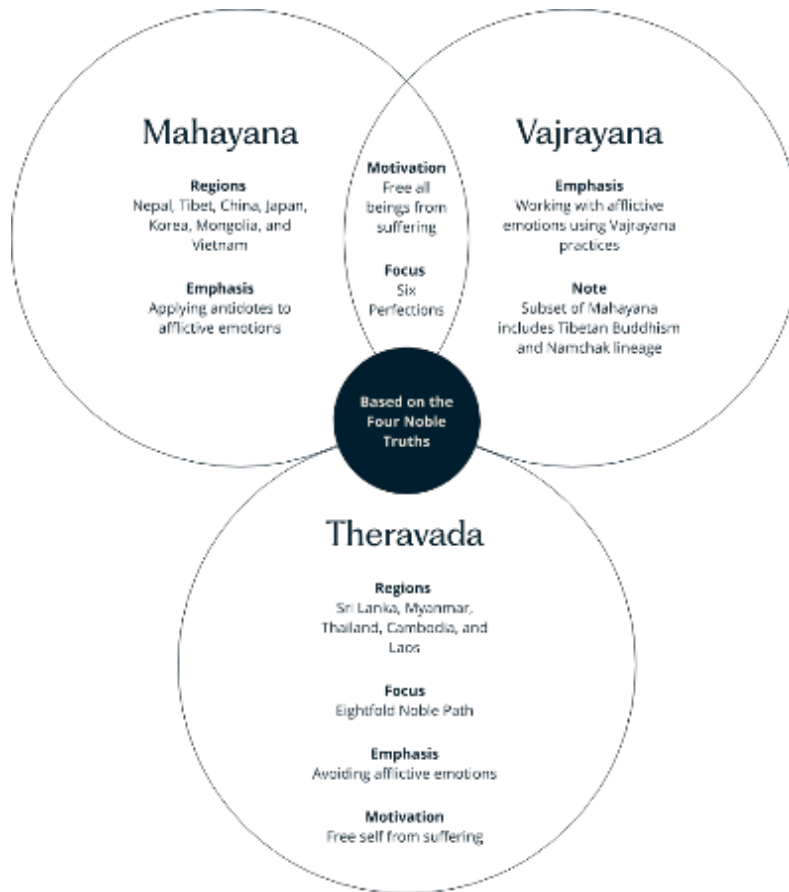 Mahayana
Regions
Nepal, Tibet, China, Japan,
Korea, Mongolia, and
Vietnam
Emphasis
Applying antidotes to
afflictive emotions
Motivation
Free all
beings from
suffering
Focus
Six
Perfections
Vajrayana
Emphasis
Working with afflictive
emotions using Vajrayana
practices
Note
Subset of Mahayana
includes Tibetan Buddhism
and Namchak lineage
Based on the
Four Noble
Truths
Theravada
Regions
Sri Lanka, Myanmar,
Thailand, Cambodia, and
Laos
Focus
Eightfold Noble Path
Emphasis
Avoiding afflictive emotions
Motivation
Free self from suffering